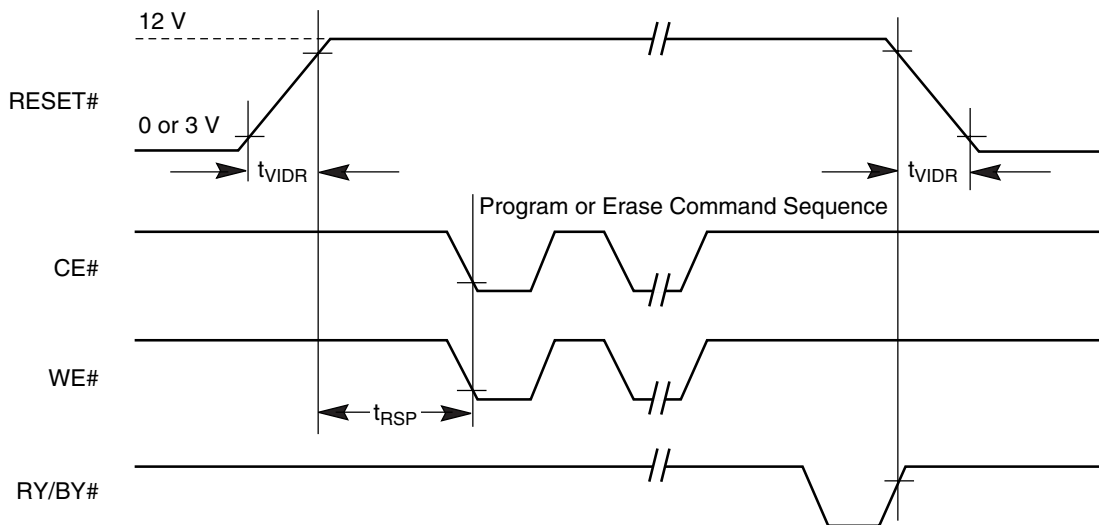 12 V
RESET#
0 or 3 V
tVIDR
tVIDR
Program or Erase Command Sequence
CE#
WE#
tRSP
RY/BY#